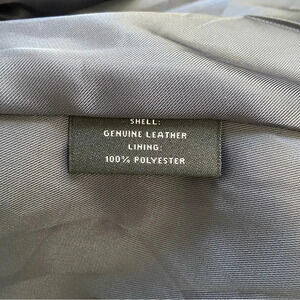 SHELL:
GENUINE LEATHER
LINING:
100% POLYESTER